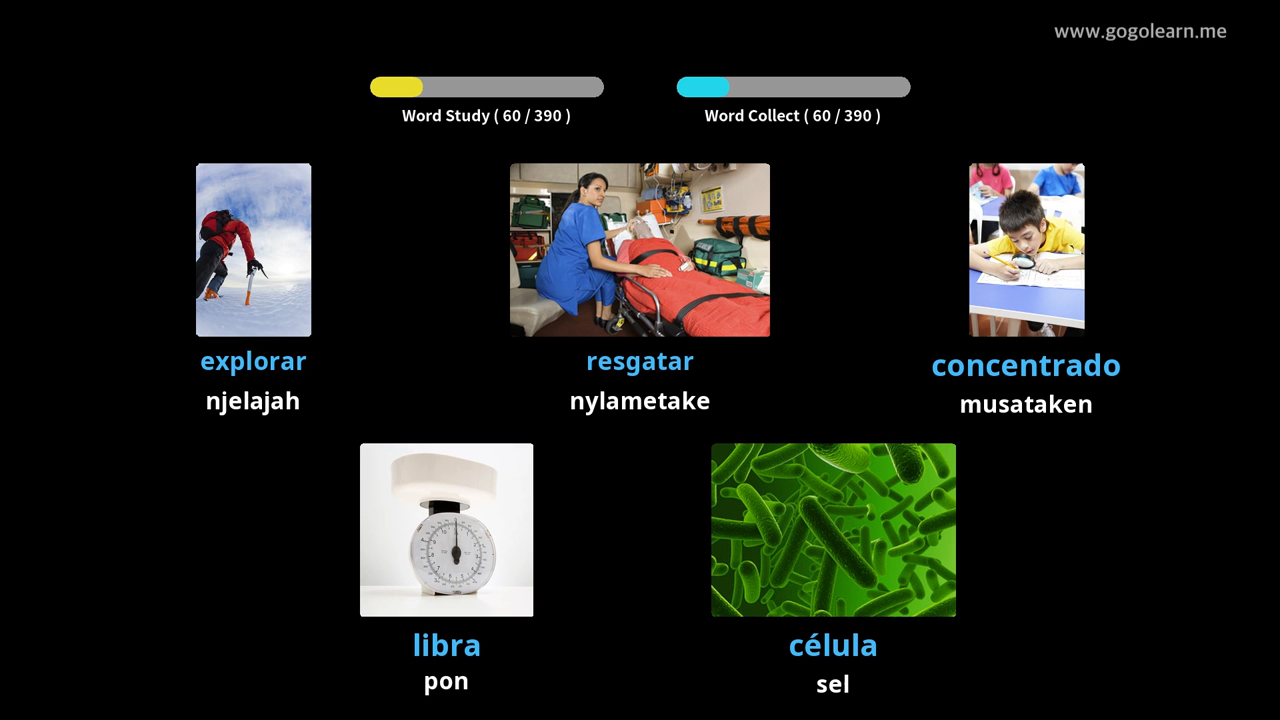 www.gogolearn.me
Word Study ( 60 / 390 )
Word Collect ( 60 / 390 )
explorar
njelajah
resgatar
nylametake
concentrado
musataken
libra
pon
célula
sel